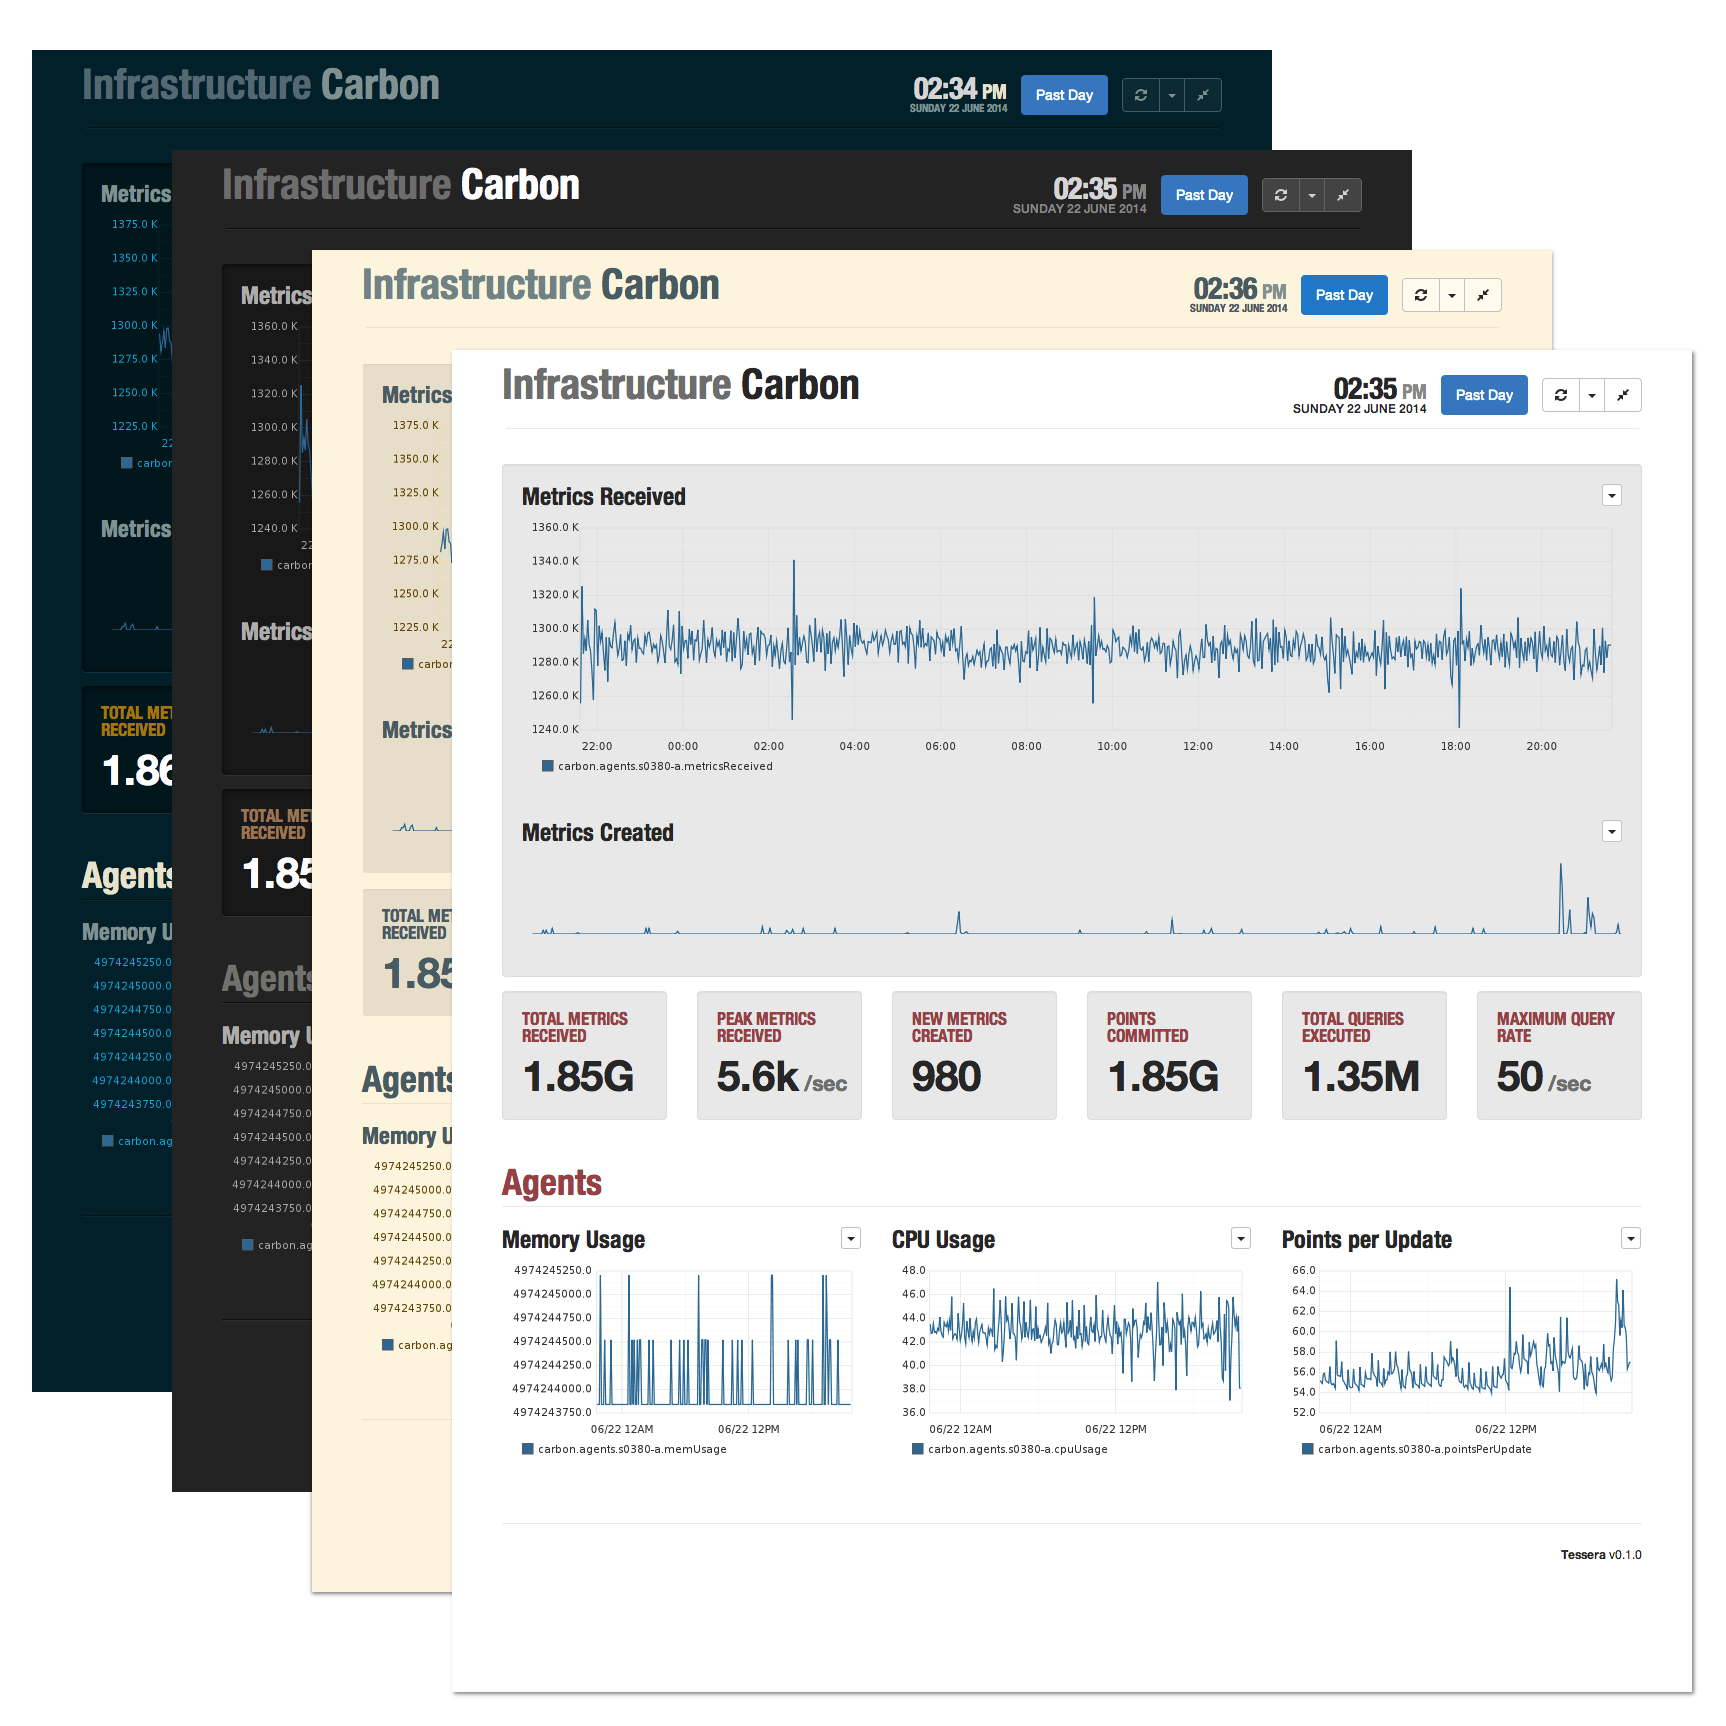 Infrastructure Carbon
02:34 PM
SUNDAY 22 JUNE 2014
Past Day
Metrics
1375.0 K
1350.0 K
1325.0 K
1300.0 K
1275.0 K
1250.0 K
1225.0 K
Metrics
TOTAL
RECEIVED
Agents
Memory
4974245250.0
4974245000.0
4974244750.0
4974244500.0
4974244250.0
4974244000.0
4974243750.0
Infrastructure Carbon
02:35 PM
SUNDAY 22 JUNE 2014
Past Day
Metrics
1360.0 K
1340.0 K
1320.0 K
1300.0 K
1280.0 K
1260.0 K
1240.0 K
Metrics
TOTAL
RECEIVED
1.85
Agents
Memory
4974245250.0
4974245000.0
4974244750.0
4974244500.0
4974244250.0
4974244000.0
4974243750.0
Infrastructure Carbon
02:36 PM
SUNDAY 22 JUNE 2014
Past Day
Metrics
1375.0 K
1350.0 K
1325.0 K
1300.0 K
1275.0 K
1250.0 K
1225.0 K
22
carbon
Metrics
TOTAL
RECEIVED
1.85
Agents
Memory U
4974245250.0
4974245000.0
4974244750.0
4974244500.0
4974244250.0
4974244000.0
4974243750.0
carbon.ag
Infrastructure Carbon
02:35 PM
SUNDAY 22 JUNE 2014
Past Day
Metrics Received
1360.0 K
1340.0 K
1320.0 K
1300.0 K
1280.0 K
1260.0 K
1240.0 K
22:00 00:00 02:00 04:00 06:00 08:00 10:00 12:00 14:00 16:00 18:00 20:00
carbon.agents.s0380-a.metricsReceived
Metrics Created
TOTAL METRICS
RECEIVED
1.85G
PEAK METRICS
RECEIVED
5.6k /sec
NEW METRICS
CREATED
980
POINTS
COMMITTED
1.85G
TOTAL QUERIES
EXECUTED
1.35M
MAXIMUM QUERY
RATE
50 /sec
Agents
Memory Usage
4974245250.0
4974245000.0
4974244750.0
4974244500.0
4974244250.0
4974244000.0
4974243750.0
06/22 12AM 06/22 12PM
carbon.agents.s0380-a.memUsage
CPU Usage
48.0
46.0
44.0
42.0
40.0
38.0
36.0
06/22 12AM 06/22 12PM
carbon.agents.s0380-a.cpuUsage
Points per Update
66.0
64.0
62.0
60.0
58.0
56.0
54.0
52.0
06/22 12AM 06/22 12PM
carbon.agents.s0380-a.pointsPerUpdate
Tessera v0.1.0